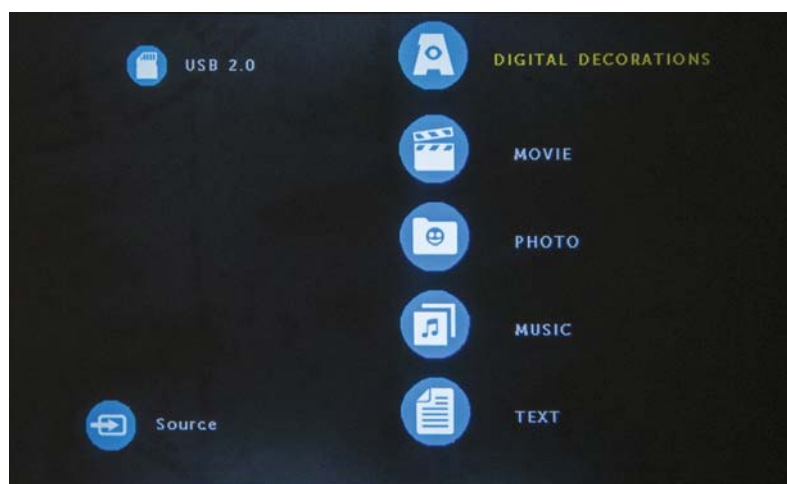 USB 2.0
DIGITAL DECORATIONS
MOVIE
PHOTO
MUSIC
TEXT
Source